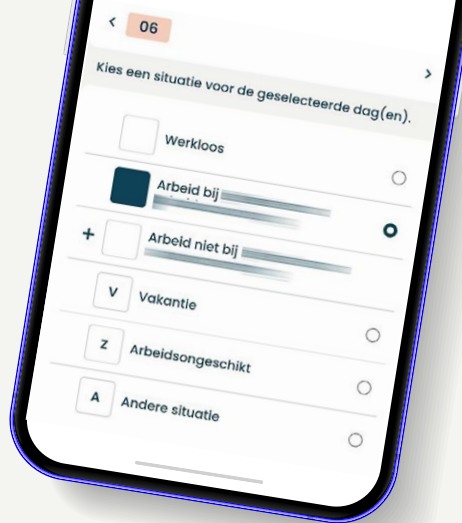 06
Kies een situatie voor de geselecteerde dag(en).
Werkloos
Arbeid bij
Arbeid niet bij
V Vakantie
Z Arbeidsongeschikt
A Andere situatie